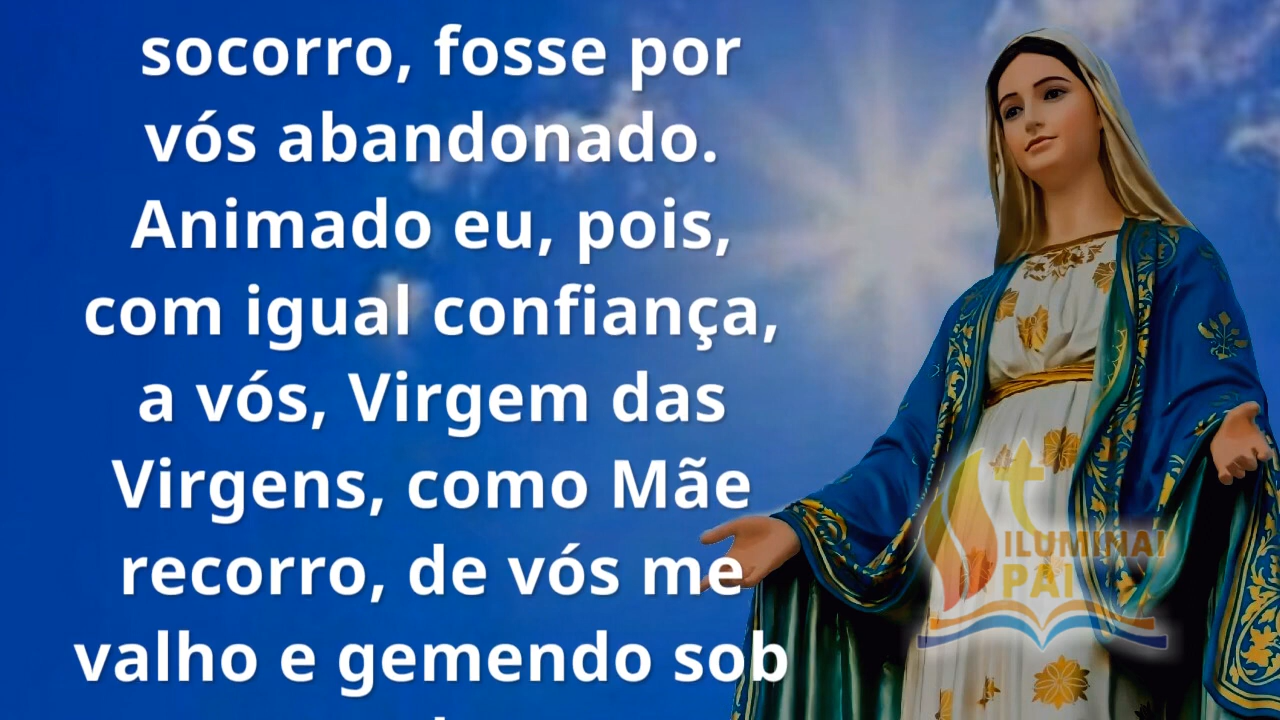 socorro, fosse por
vós abandonado.
Animado eu, pois,
com igual confiança,
a vós, Virgem das
Virgens, como Mãe
recorro, de vós me
valho e gemendo sob
ILUMINAI
PAI